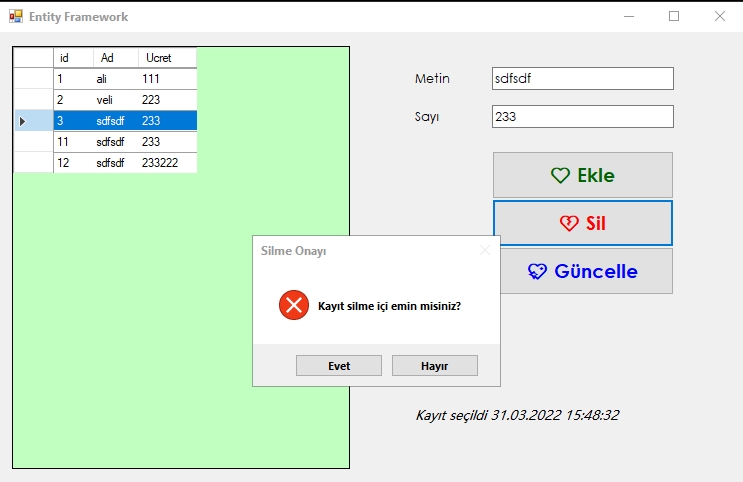 Entity Framework
id Ad Ucret
1 ali 111
2 veli 223
3 sdfsdf 233
11 sdfsdf 233
12 sdfsdf 233222
Metin sdfsdf
Sayı 233
Ekle
Sil
Güncelle
Silme Onayı
Kayıt silme içi emin misiniz?
Evet Hayır
Kayıt seçildi 31.03.2022 15:48:32